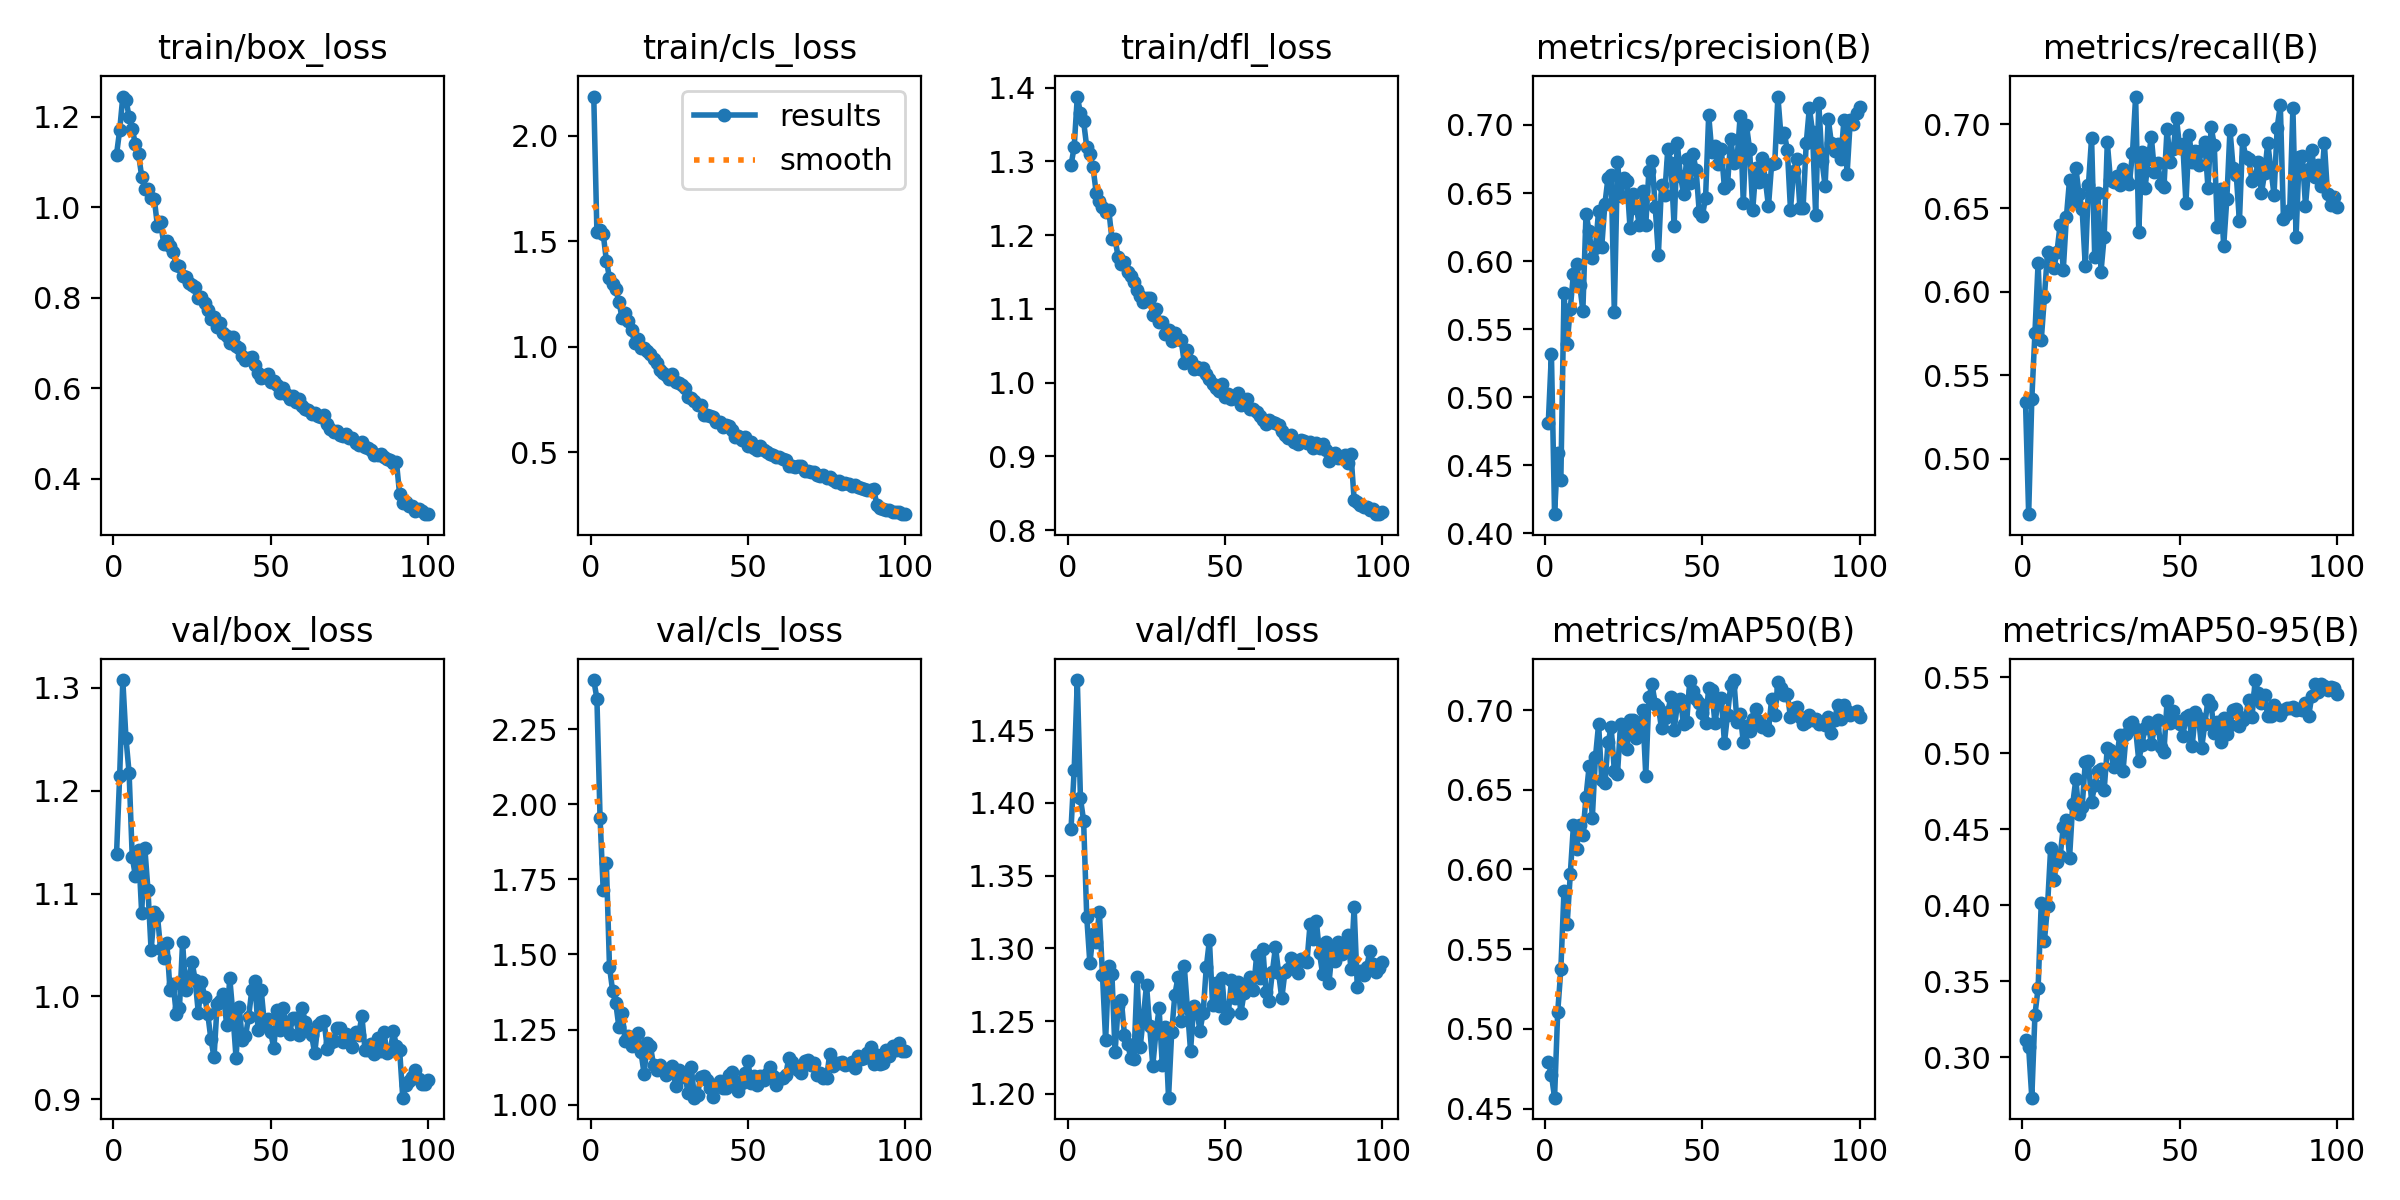 train/box_loss
1.2
1.0
0.8
0.6
0.4
0 50 100
train/cls_loss
results
smooth
2.0
1.5
1.0
0.5
0 50 100
train/dfl_loss
1.4
1.3
1.2
1.1
1.0
0.9
0.8
0 50 100
metrics/precision(B)
0.70
0.65
0.60
0.55
0.50
0.45
0.40
0 50 100
metrics/recall(B)
0.70
0.65
0.60
0.55
0.50
0 50 100
val/box_loss
1.3
1.2
1.1
1.0
0.9
0 50 100
val/cls_loss
2.25
2.00
1.75
1.50
1.25
1.00
0 50 100
val/dfl_loss
1.45
1.40
1.35
1.30
1.25
1.20
0 50 100
metrics/mAP50(B)
0.70
0.65
0.60
0.55
0.50
0.45
0 50 100
metrics/mAP50-95(B)
0.55
0.50
0.45
0.40
0.35
0.30
0 50 100